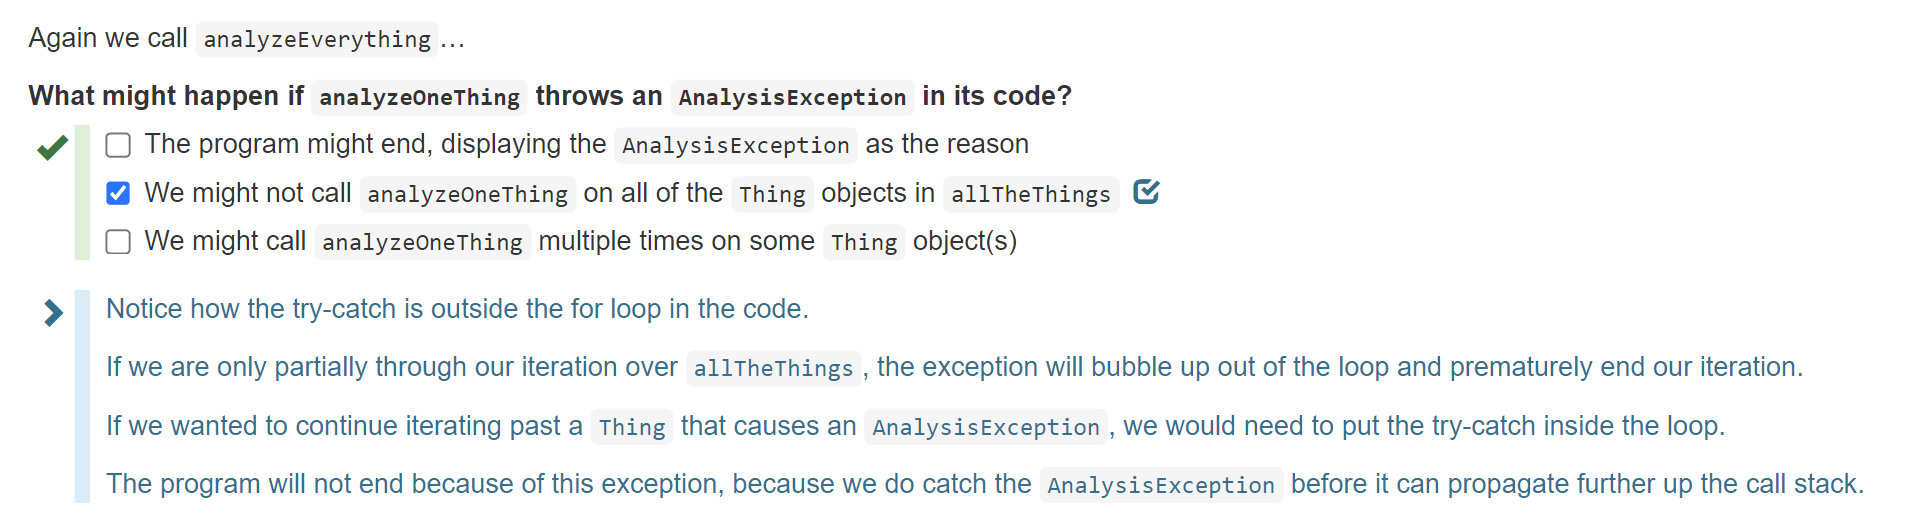 Again we call analyzeEverything...
What might happen if analyzeOneThing throws an AnalysisException in its code?
The program might end, displaying the AnalysisException as the reason
We might not call analyzeOneThing on all of the Thing objects in allTheThings
We might call analyzeOneThing multiple times on some Thing object(s)
Notice how the try-catch is outside the for loop in the code.
If we are only partially through our iteration over allTheThings, the exception will bubble up out of the loop and prematurely end our iteration.
If we wanted to continue iterating past a Thing that causes an AnalysisException, we would need to put the try-catch inside the loop.
The program will not end because of this exception, because we do catch the AnalysisException before it can propagate further up the call stack.